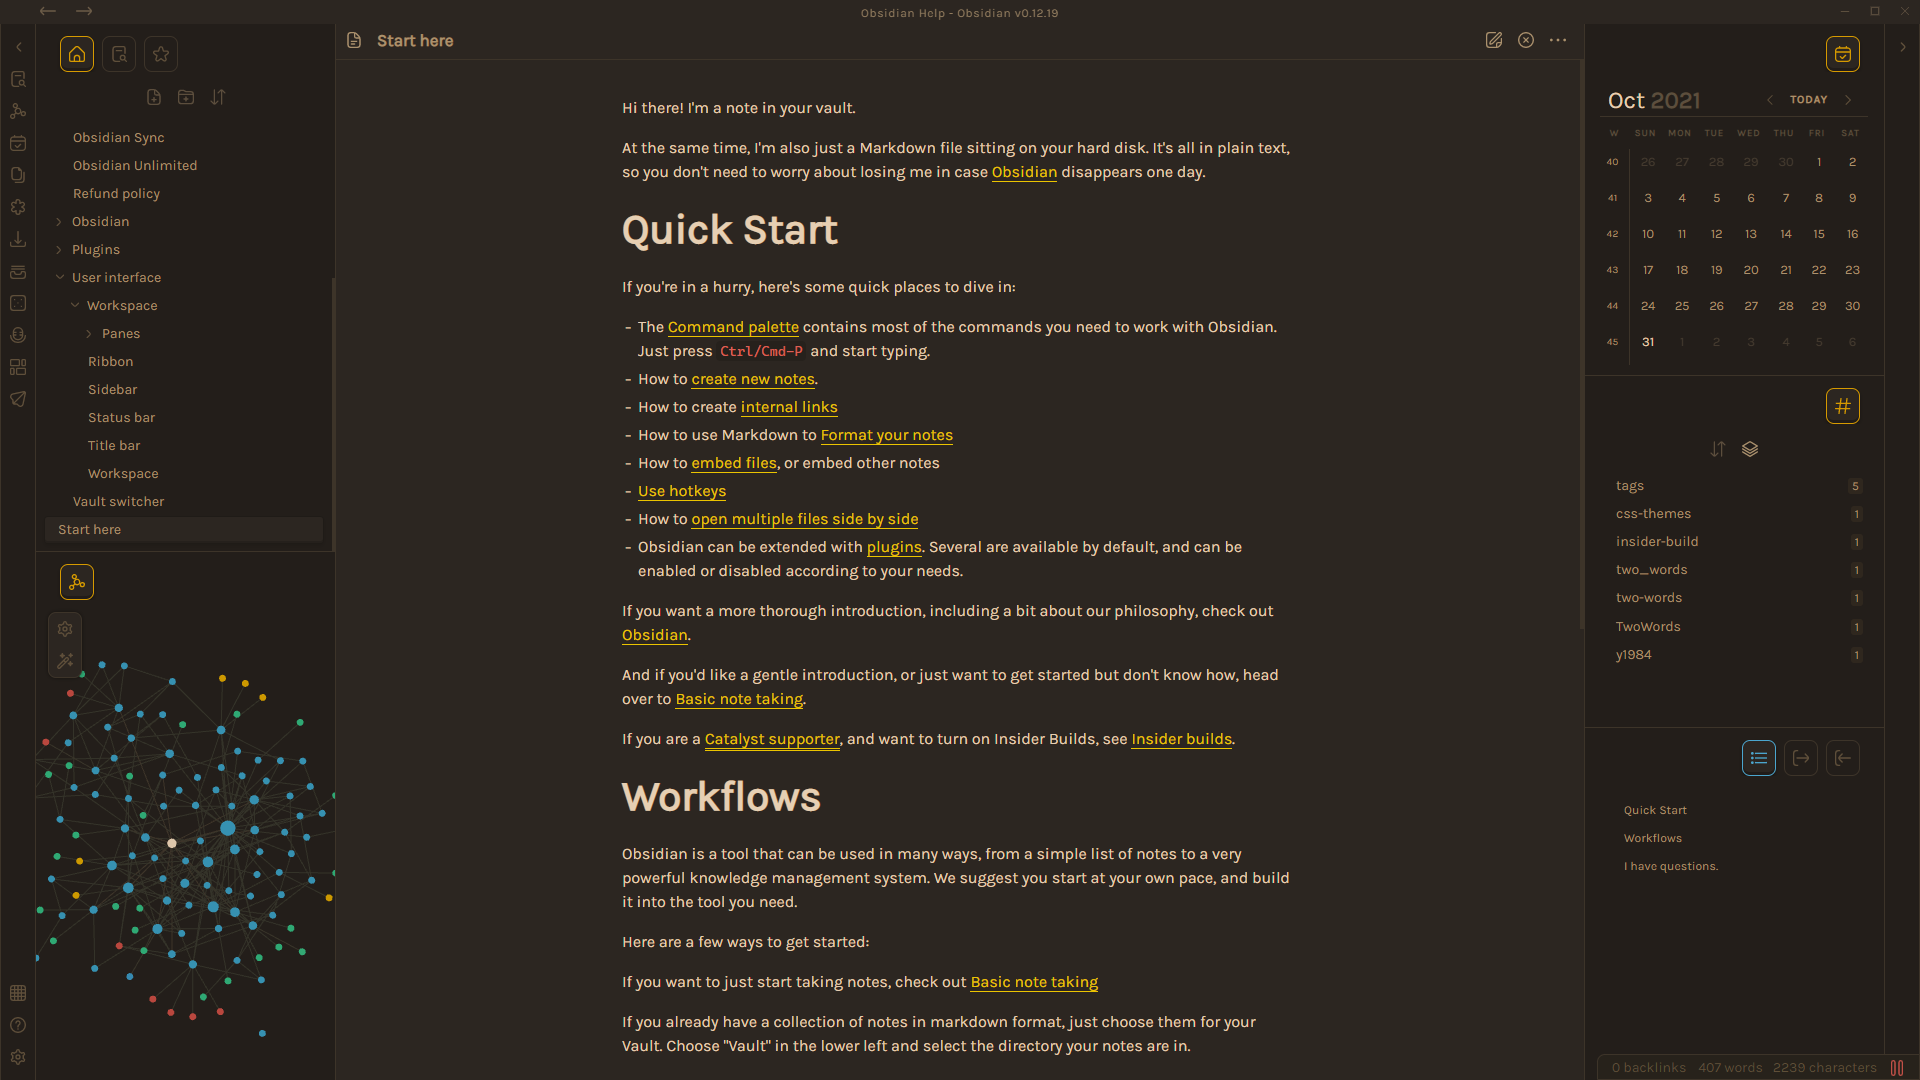 Obsidian Help - Obsidian v0.12.19
Start here
Obsidian Sync
Obsidian Unlimited
Refund policy
Obsidian
Plugins
User interface
Workspace
Panes
Ribbon
Sidebar
Status bar
Title bar
Workspace
Vault switcher
Start here
Hi there! I'm a note in your vault.
At the same time, I'm also just a Markdown file sitting on your hard disk. It's all in plain text,
so you don't need to worry about losing me in case Obsidian disappears one day.
Quick Start
If you're in a hurry, here's some quick places to dive in:
- The Command palette contains most of the commands you need to work with Obsidian.
Just press Ctrl/Cmd-P and start typing.
- How to create new notes.
- How to create internal links
- How to use Markdown to Format your notes
- How to embed files, or embed other notes
- Use hotkeys
- How to open multiple files side by side
- Obsidian can be extended with plugins. Several are available by default, and can be
enabled or disabled according to your needs.
If you want a more thorough introduction, including a bit about our philosophy, check out
Obsidian.
And if you'd like a gentle introduction, or just want to get started but don't know how, head
over to Basic note taking.
If you are a Catalyst supporter, and want to turn on Insider Builds, see Insider builds.
Workflows
Obsidian is a tool that can be used in many ways, from a simple list of notes to a very
powerful knowledge management system. We suggest you start at your own pace, and build
it into the tool you need.
Here are a few ways to get started:
If you want to just start taking notes, check out Basic note taking
If you already have a collection of notes in markdown format, just choose them for your
Vault. Choose "Vault" in the lower left and select the directory your notes are in.
Oct 2021 TODAY
W SUN MON TUE WED THU FRI SAT
40 26 27 28 29 30 1 2
41 3 4 5 6 7 8 9
42 10 11 12 13 14 15 16
43 17 18 19 20 21 22 23
44 24 25 26 27 28 29 30
45 31 1 2 3 4 5 6
tags 5
css-themes 1
insider-build 1
two_words 1
two-words 1
TwoWords 1
y1984 1
Quick Start
Workflows
I have questions.
0 backlinks 407 words 2239 characters